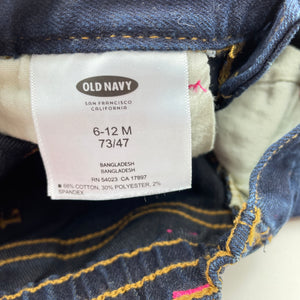 OLD NAVY
SAN FRANCISCO
CALIFORNIA
6-12 M
73/47
BANGLADESH
BANGLADESH
RN 54023 CA 17897
68% COTTON, 30% POLYESTER, 2%
SPANDEX